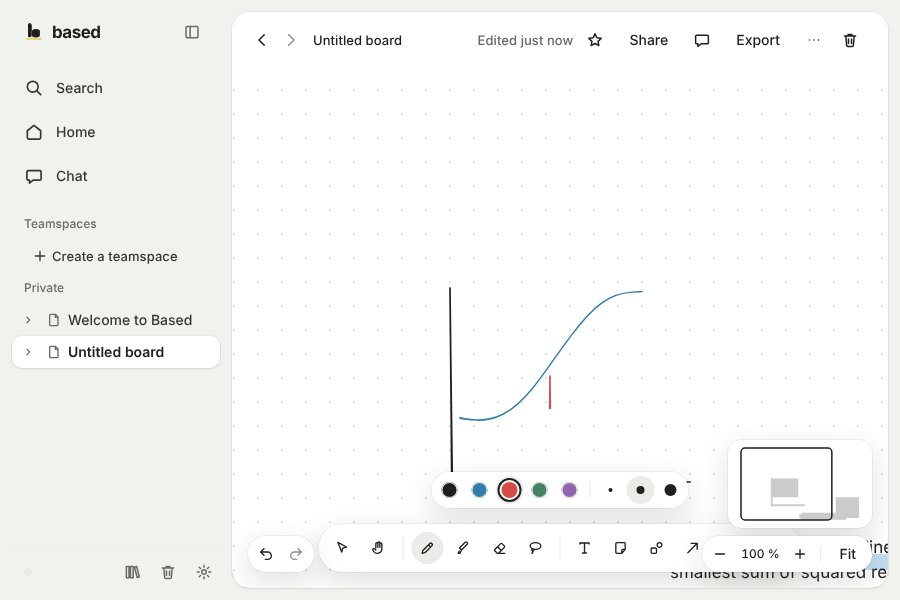 based
Search
Home
Chat
Teamspaces
Create a teamspace
Private
Welcome to Based
Untitled board
Untitled board
Edited just now
Share
Export
100 %
Fit
smallest sum of squared